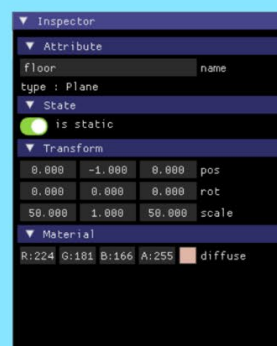 ▼ Inspector
▼ Attribute
floor name
type : Plane
▼ State
is static
▼ Transform
0.000 -1.000 0.000 pos
0.000 0.000 0.000 rot
50.000 1.000 50.000 scale
▼ Material
R:224 G:181 B:166 A:255 diffuse